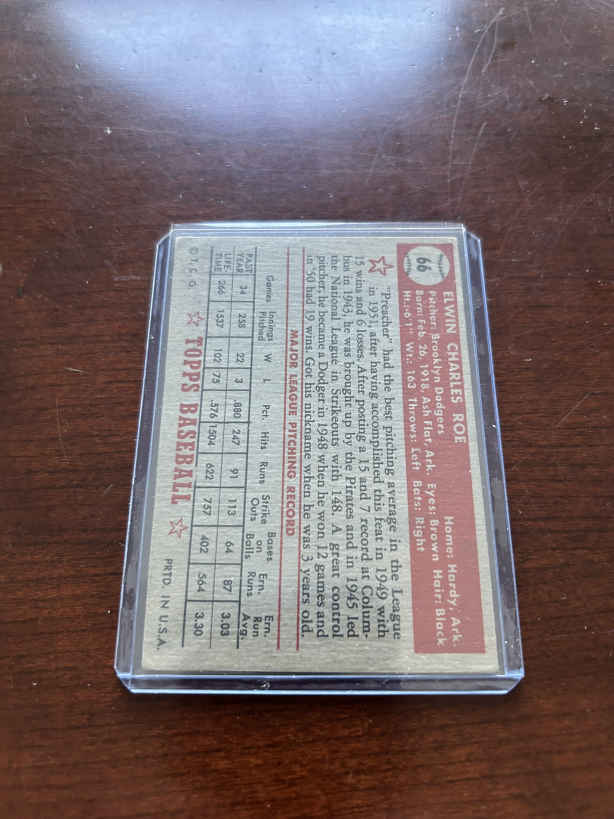 66
ELWIN CHARLES ROE
Pitcher: Brooklyn Dodgers Home: Hardy, Ark.
Born: Feb. 26, 1918, Ash Flat, Ark. Eyes: Brown Hair: Black
Ht.: 6'1" Wt.: 163 Throws: Left Bats: Right
"Preacher" had the best pitching average in the League
in 1951, after having accomplished this feat in 1949 with
15 wins and 6 losses. After posting a 15 and 7 record at Colum-
bus in 1943, he was brought up by the Pirates and in 1945 led
the National League in Strikeouts with 148. A great control
pitcher, he became a Dodger in 1948 when he won 12 games and
in '50 had 19 wins. Got his nickname when he was 3 years old.
MAJOR LEAGUE PITCHING RECORD
Games Innings Pitched W L Pct. Hits Runs Strike Outs Bases on Balls Ern. Runs Ern. Run Avg.
PAST YEAR 34 258 22 3 .880 247 91 113 64 87 3.03
LIFE-TIME 266 1537 102 75 .576 1504 622 757 402 564 3.30
© T. C. G. TOPPS BASEBALL PRTD. IN U.S.A.